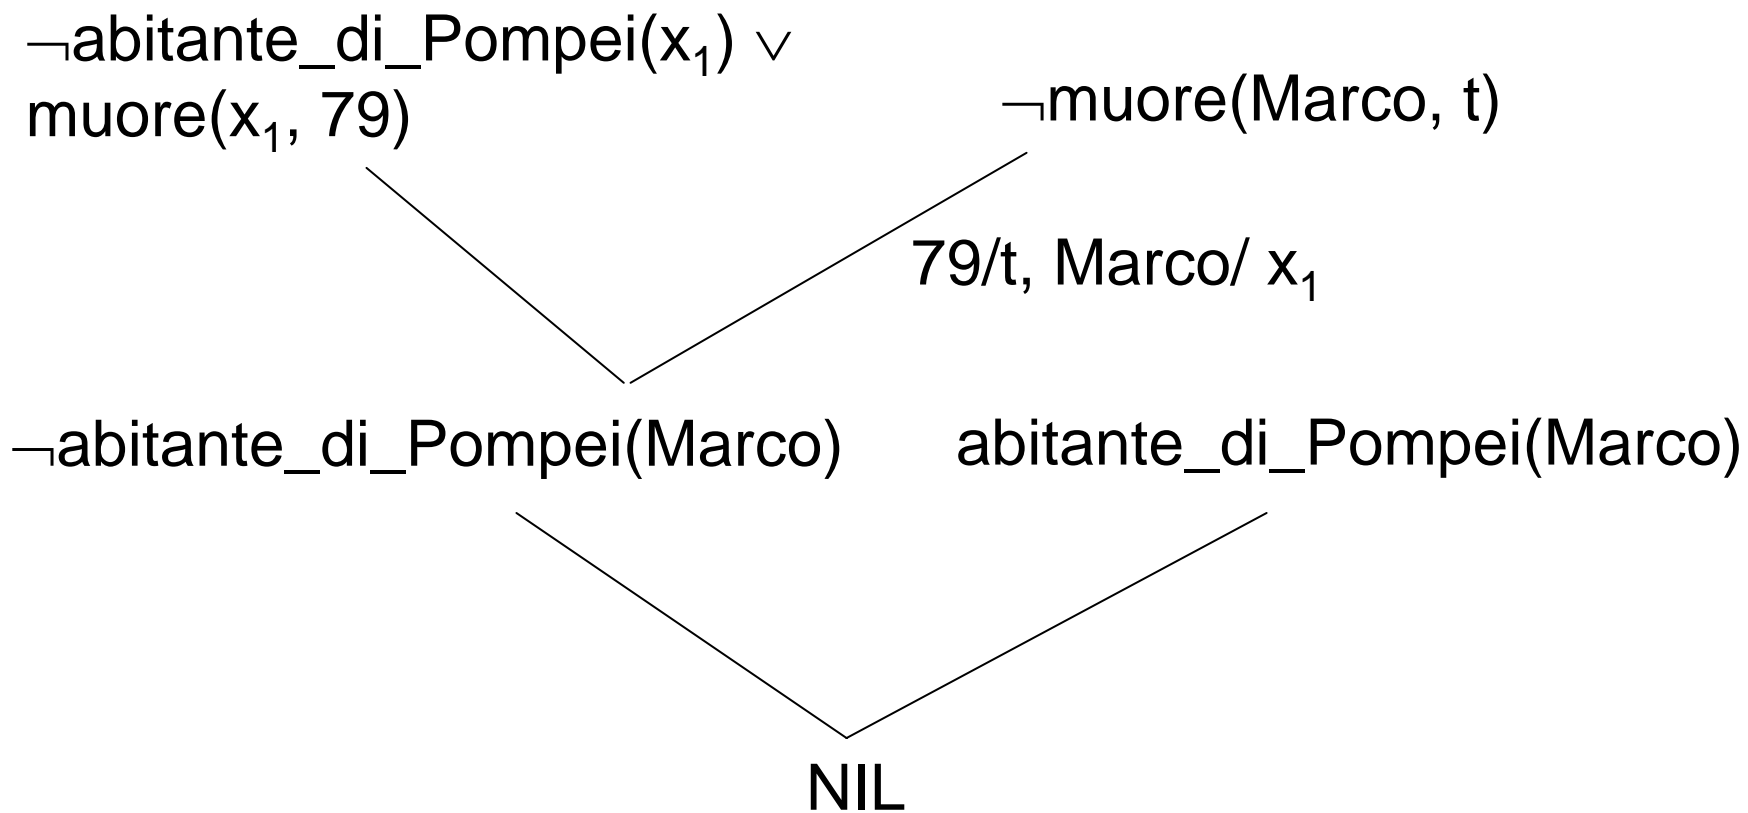 ¬abitante_di_Pompei(x₁) ∨
muore(x₁, 79)
¬muore(Marco, t)
79/t, Marco/ x₁
¬abitante_di_Pompei(Marco)
abitante_di_Pompei(Marco)
NIL